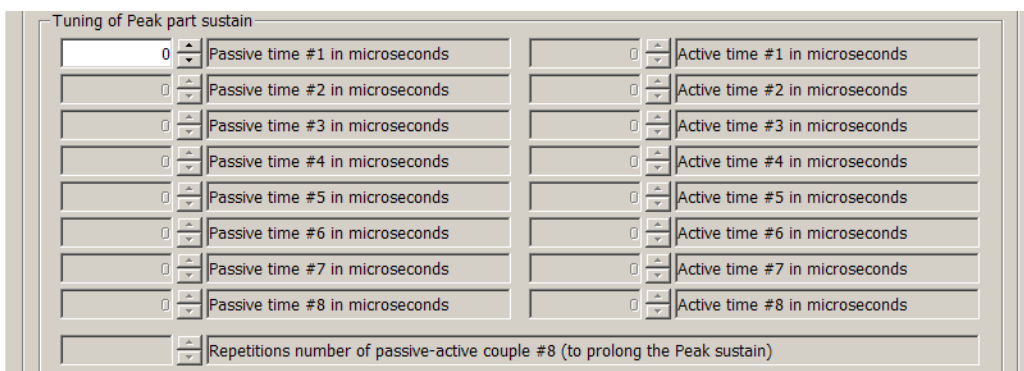 Tuning of Peak part sustain
0 Passive time #1 in microseconds 0 Active time #1 in microseconds
0 Passive time #2 in microseconds 0 Active time #2 in microseconds
0 Passive time #3 in microseconds 0 Active time #3 in microseconds
0 Passive time #4 in microseconds 0 Active time #4 in microseconds
0 Passive time #5 in microseconds 0 Active time #5 in microseconds
0 Passive time #6 in microseconds 0 Active time #6 in microseconds
0 Passive time #7 in microseconds 0 Active time #7 in microseconds
0 Passive time #8 in microseconds 0 Active time #8 in microseconds
Repetitions number of passive-active couple #8 (to prolong the Peak sustain)